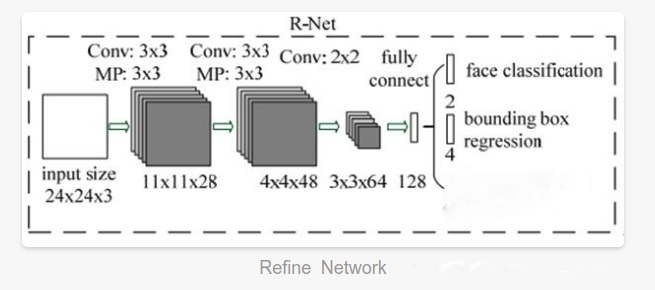 R-Net
Conv: 3x3
MP: 3x3
Conv: 3x3
MP: 3x3
Conv: 2x2
fully
connect
face classification
2
bounding box
regression
4
input size
24x24x3
11x11x28
4x4x48
3x3x64
128
Refine Network